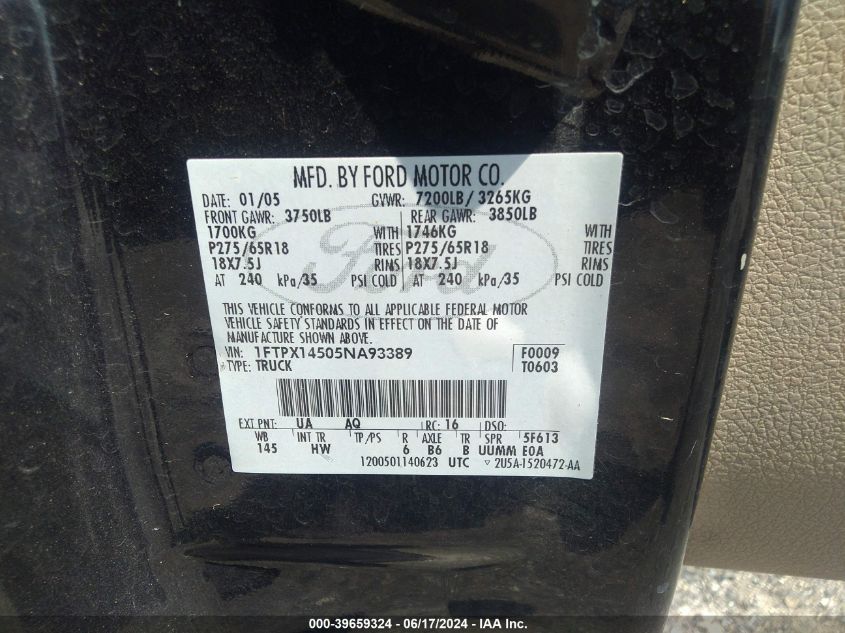 MFD. BY FORD MOTOR CO.
DATE: 01/05 GVWR: 7200LB/ 3265KG
FRONT GAWR: 3750LB REAR GAWR: 3850LB
1700KG WITH 1746KG WITH
P275/65R18 TIRES P275/65R18 TIRES
18X7.5J RIMS 18X7.5J RIMS
AT 240 kPa/35 PSI COLD AT 240 kPa/35 PSI COLD
Ford
THIS VEHICLE CONFORMS TO ALL APPLICABLE FEDERAL MOTOR
VEHICLE SAFETY STANDARDS IN EFFECT ON THE DATE OF
MANUFACTURE SHOWN ABOVE.
VIN: 1FTPX14505NA93389 F0009
TYPE: TRUCK T0603
EXT PNT: UA AQ RC: 16 DSO:
WB INT TR TP/PS R AXLE TR SPR 5F613
145 HW 6 B6 B UUMM E0A
1200501140623 UTC ▽ 2U5A-1520472-AA
000-39659324 - 06/17/2024 - IAA Inc.